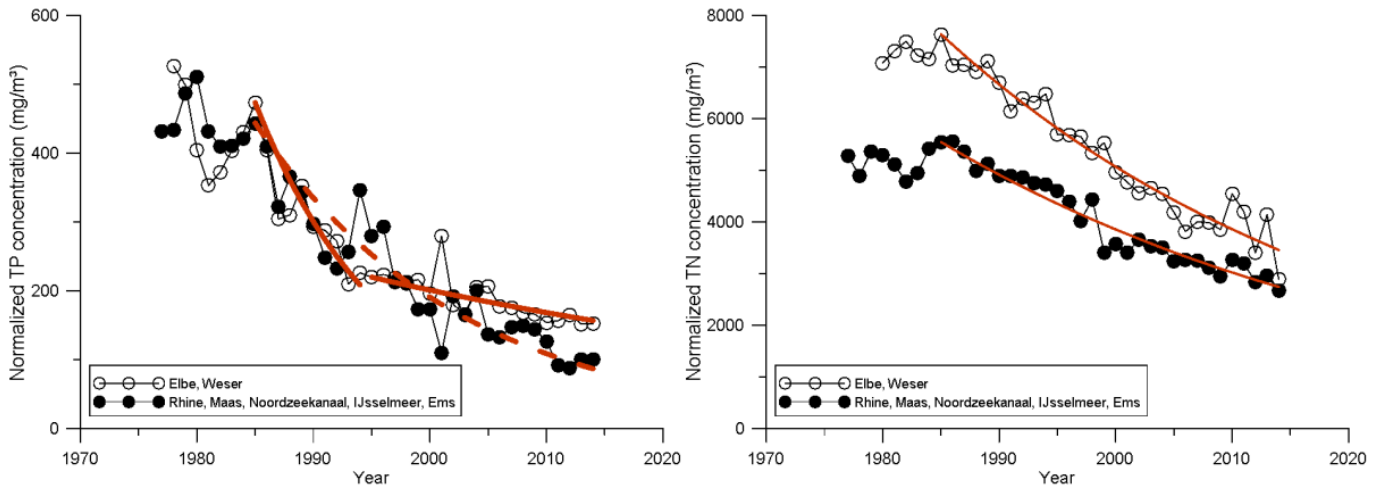 Normalized TP concentration (mg/m³)
600
400
200
0
Elbe, Weser
Rhine, Maas, Noordzeekanaal, IJsselmeer, Ems
1970
1980
1990
2000
2010
2020
Year
Normalized TN concentration (mg/m³)
8000
6000
4000
2000
0
Elbe, Weser
Rhine, Maas, Noordzeekanaal, IJsselmeer, Ems
1970
1980
1990
2000
2010
2020
Year